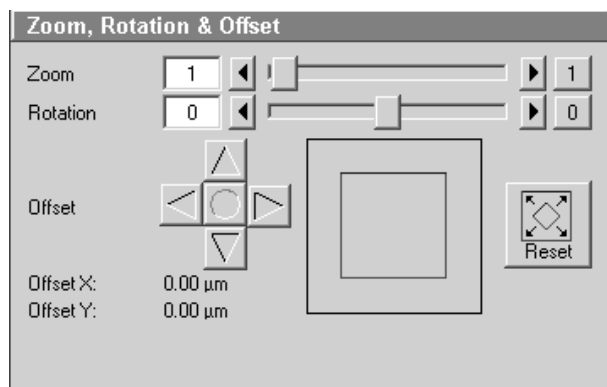 Zoom, Rotation & Offset
Zoom 1 1
Rotation 0 0
Offset
Reset
Offset X: 0.00 µm
Offset Y: 0.00 µm